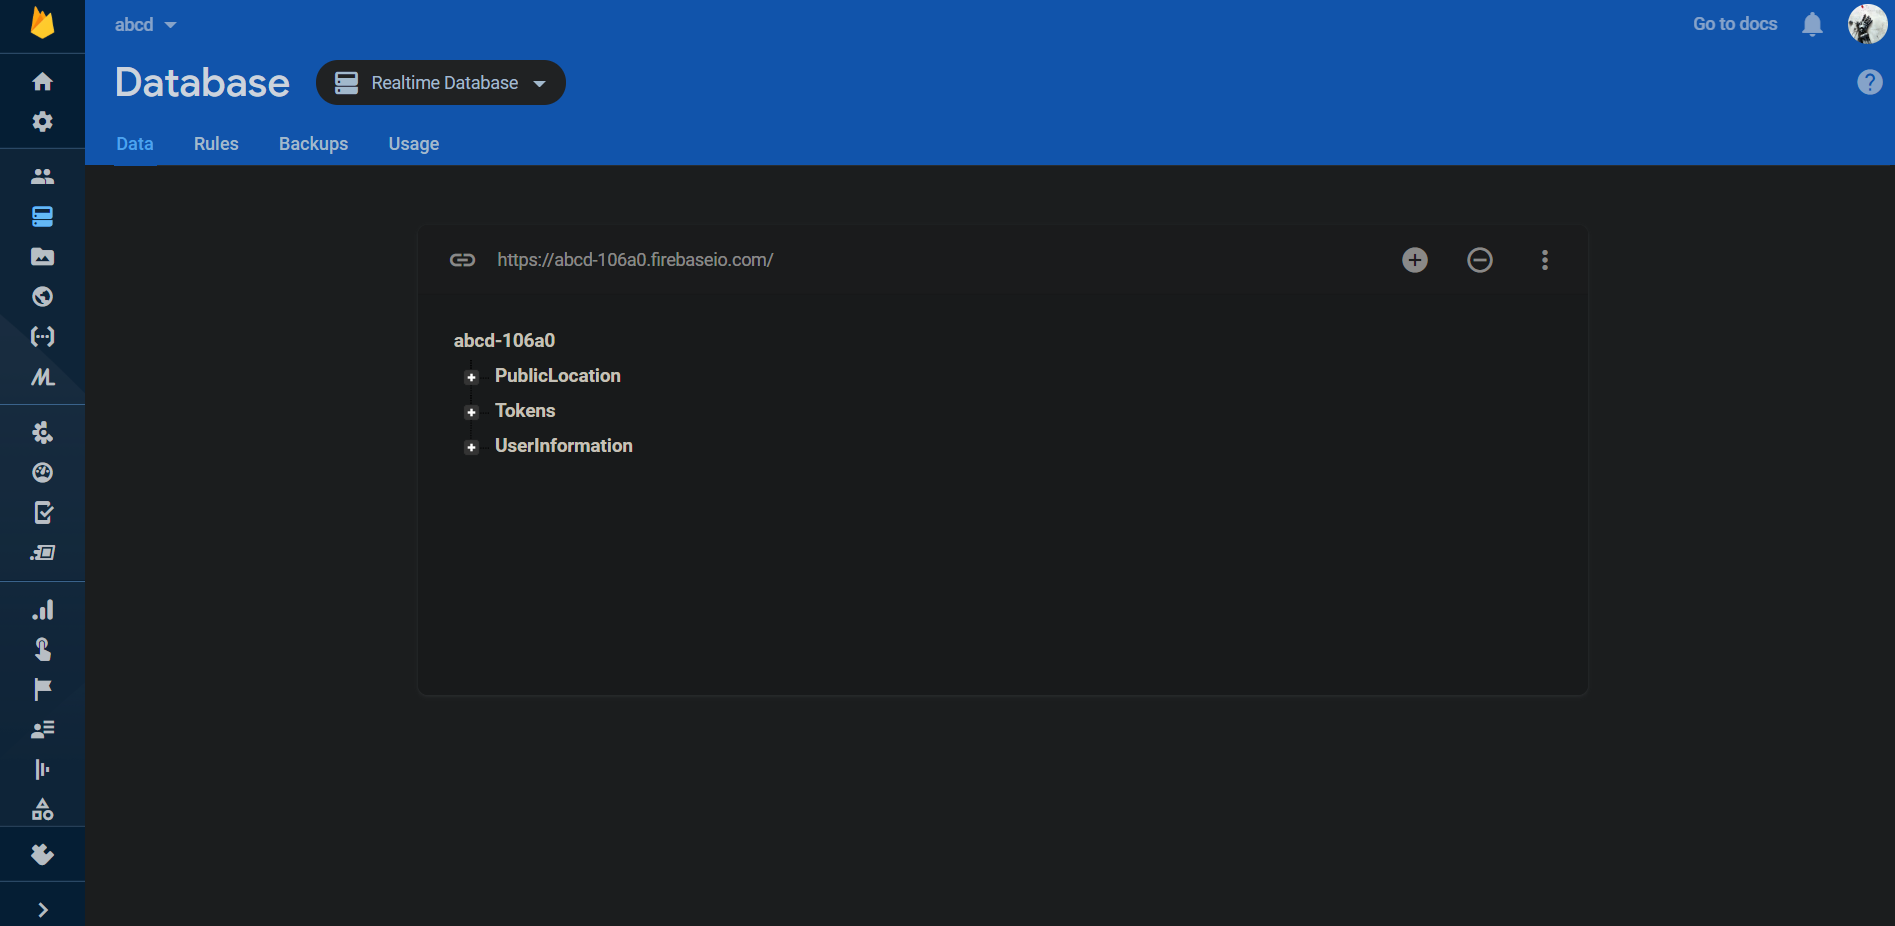 abcd
Go to docs
Database
Realtime Database
Data
Rules
Backups
Usage
https://abcd-106a0.firebaseio.com/
abcd-106a0
PublicLocation
Tokens
UserInformation